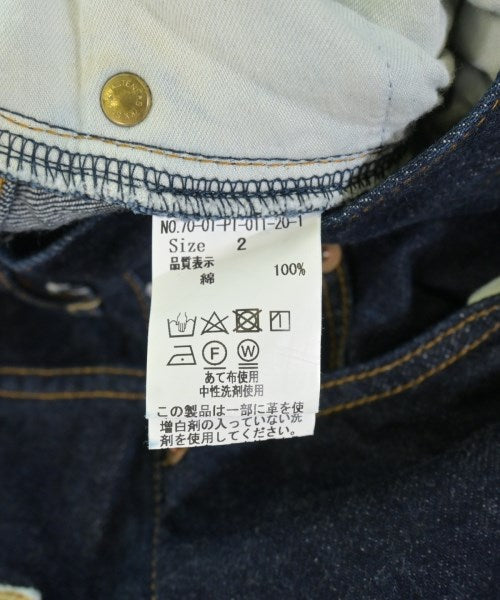 NO.70-01-PT-011-20-1
Size 2
品質表示
綿 100%
F W
あて布使用
中性洗剤使用
この製品は一部に革を使
増白剤の入っていない洗
剤を使用してください。